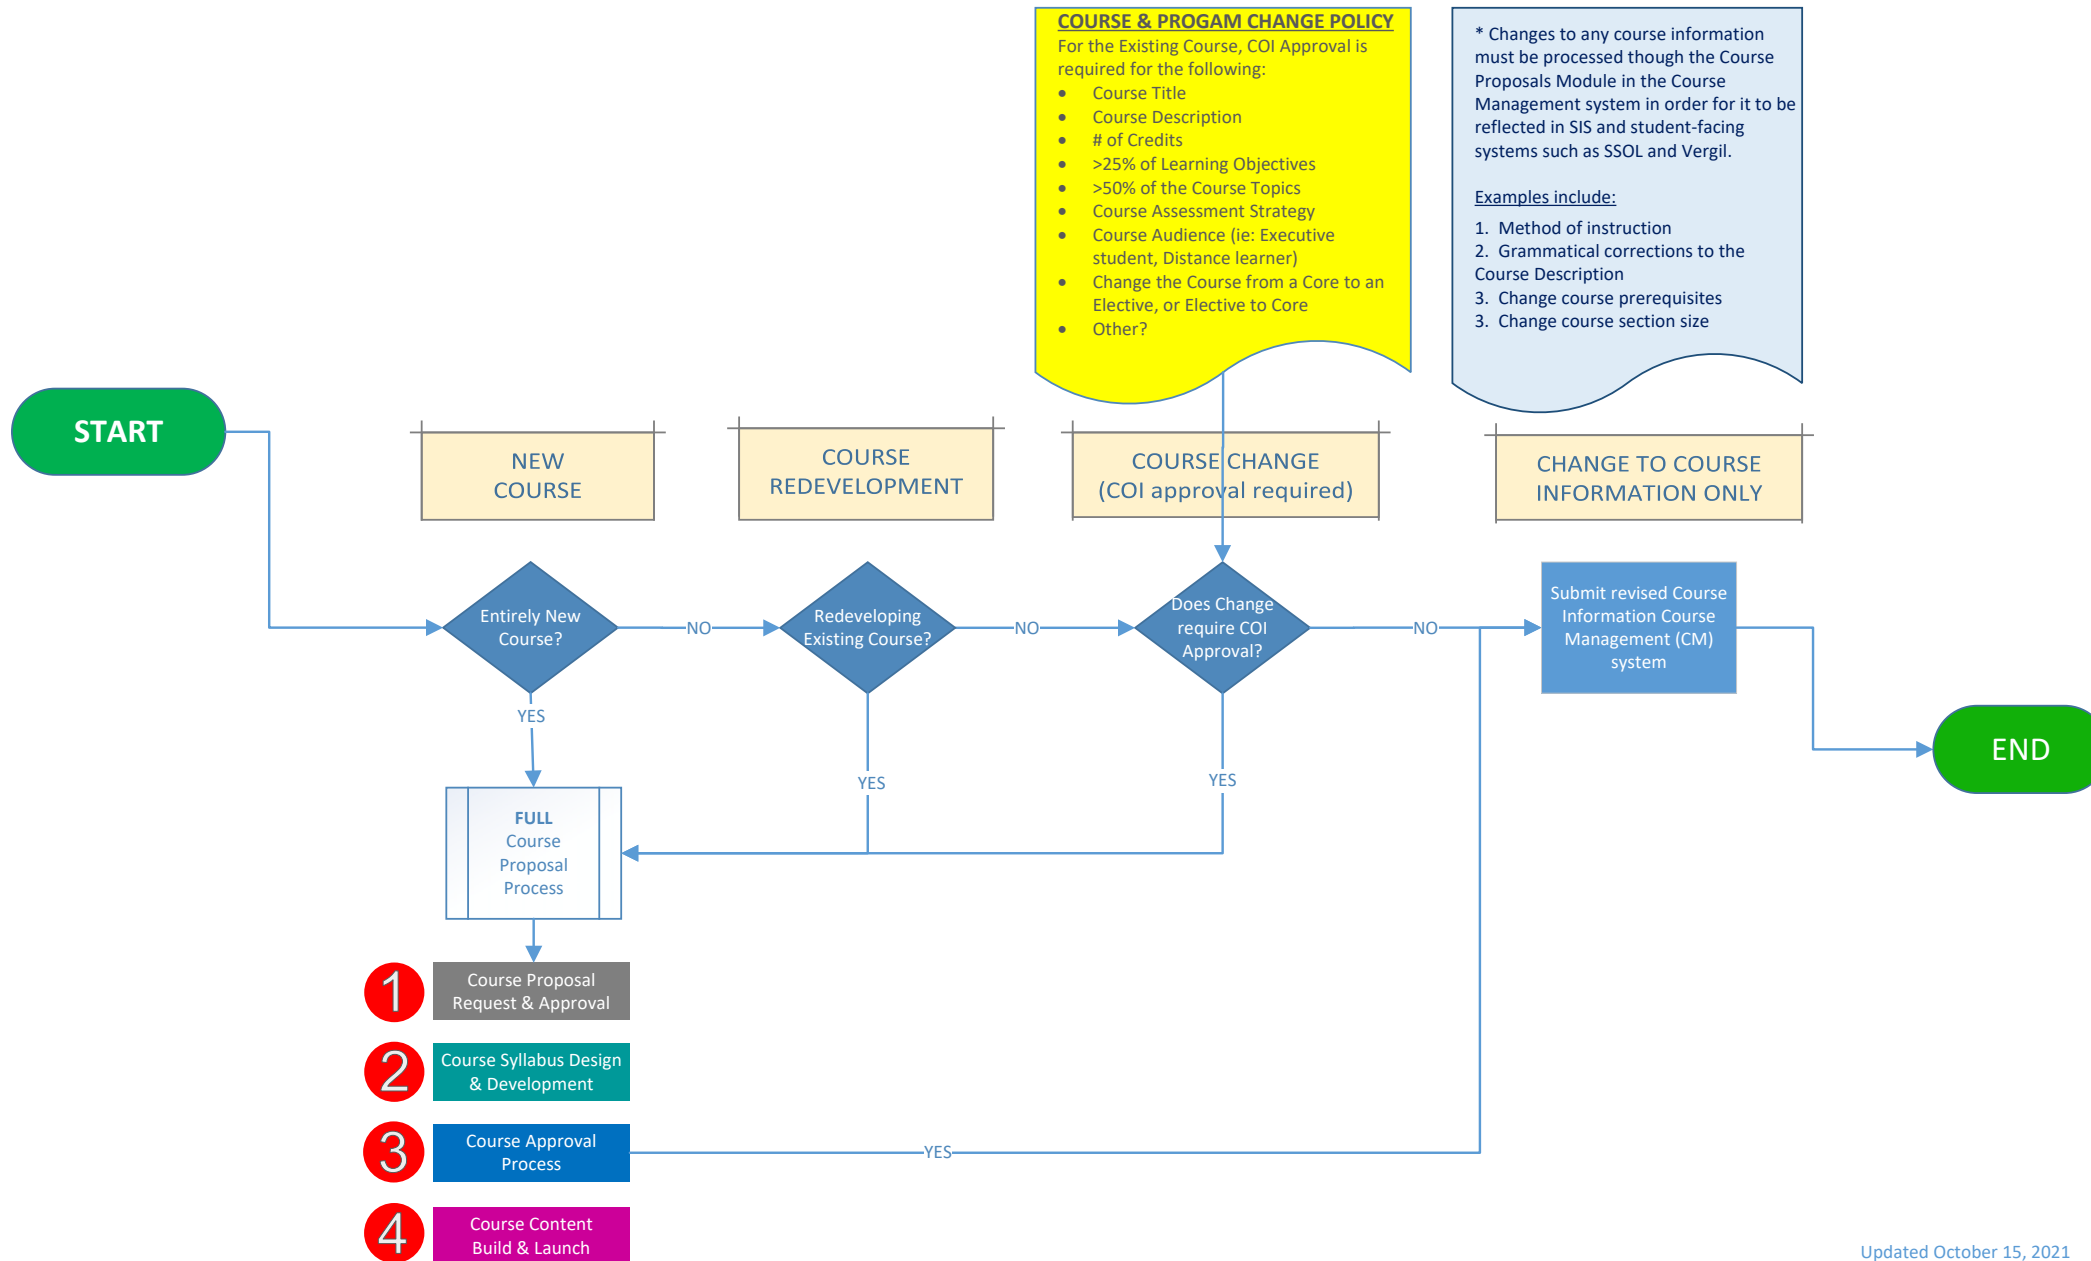 COURSE & PROGAM CHANGE POLICY
For the Existing Course, COI Approval is
required for the following:
• Course Title
• Course Description
• # of Credits
• >25% of Learning Objectives
• >50% of the Course Topics
• Course Assessment Strategy
• Course Audience (ie: Executive
student, Distance learner)
• Change the Course from a Core to an
Elective, or Elective to Core
• Other?
* Changes to any course information
must be processed though the Course
Proposals Module in the Course
Management system in order for it to be
reflected in SIS and student-facing
systems such as SSOL and Vergil.
Examples include:
1. Method of instruction
2. Grammatical corrections to the
Course Description
3. Change course prerequisites
3. Change course section size
START
NEW
COURSE
COURSE
REDEVELOPMENT
COURSE CHANGE
(COI approval required)
CHANGE TO COURSE
INFORMATION ONLY
Entirely New
Course?
NO
Redeveloping
Existing Course?
NO
Does Change
require COI
Approval?
NO
Submit revised Course
Information Course
Management (CM)
system
YES
YES
YES
END
FULL
Course
Proposal
Process
1
Course Proposal
Request & Approval
2
Course Syllabus Design
& Development
3
Course Approval
Process
YES
4
Course Content
Build & Launch
Updated October 15, 2021